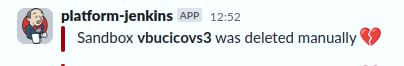 platform-jenkins APP 12:52
Sandbox vbucicovs3 was deleted manually 💔